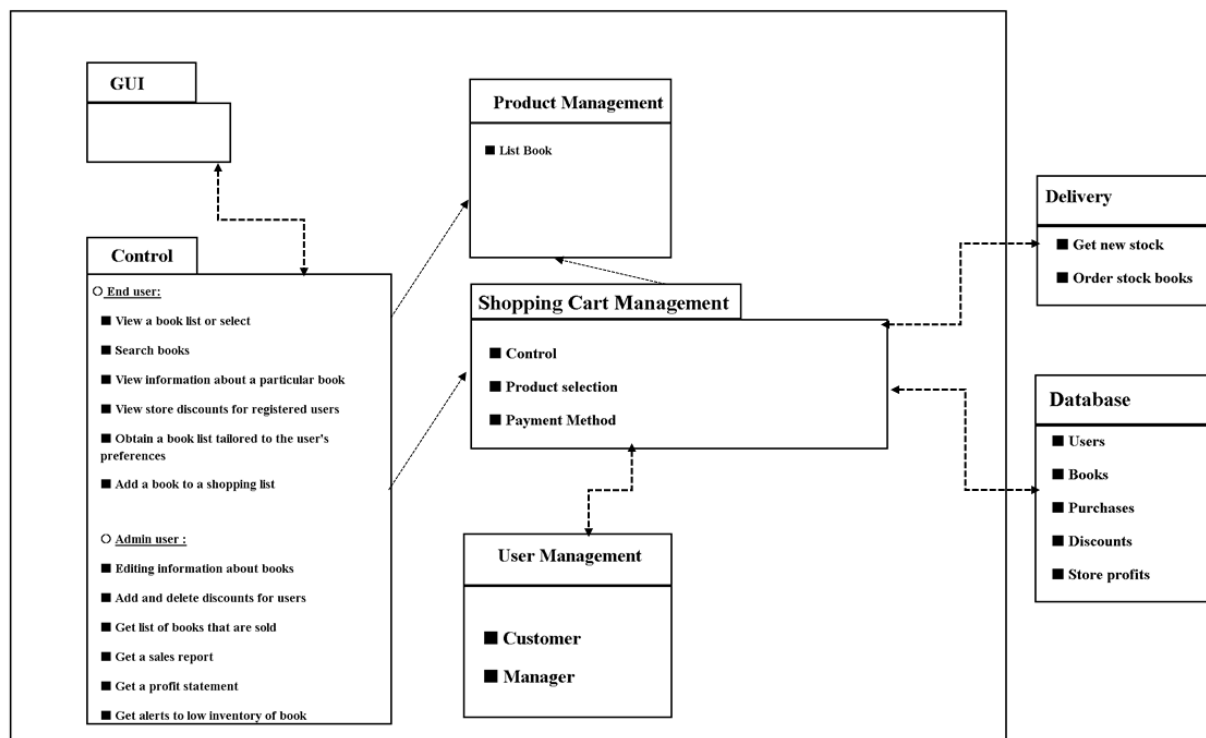 GUI
Control
○ End user:
■ View a book list or select
■ Search books
■ View information about a particular book
■ View store discounts for registered users
■ Obtain a book list tailored to the user's
preferences
■ Add a book to a shopping list
○ Admin user :
■ Editing information about books
■ Add and delete discounts for users
■ Get list of books that are sold
■ Get a sales report
■ Get a profit statement
■ Get alerts to low inventory of book
Product Management
■ List Book
Shopping Cart Management
■ Control
■ Product selection
■ Payment Method
User Management
■ Customer
■ Manager
Delivery
■ Get new stock
■ Order stock books
Database
■ Users
■ Books
■ Purchases
■ Discounts
■ Store profits